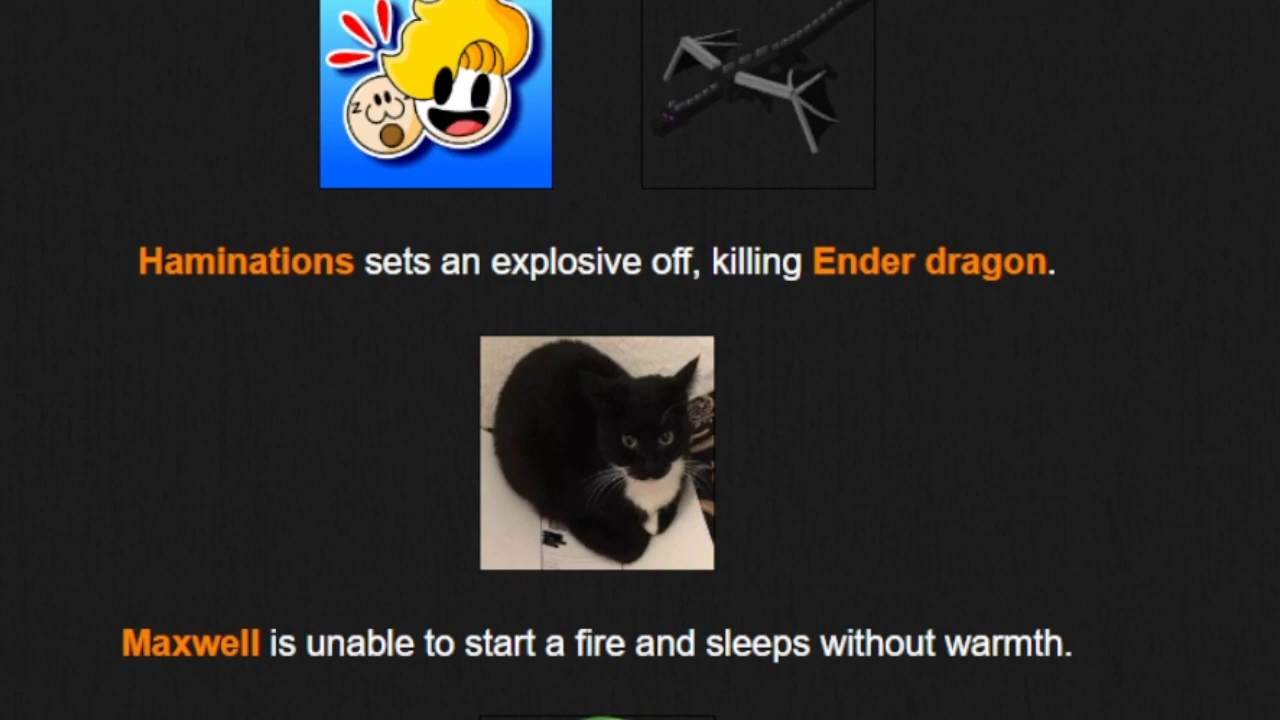 Haminations sets an explosive off, killing Ender dragon.
Maxwell is unable to start a fire and sleeps without warmth.